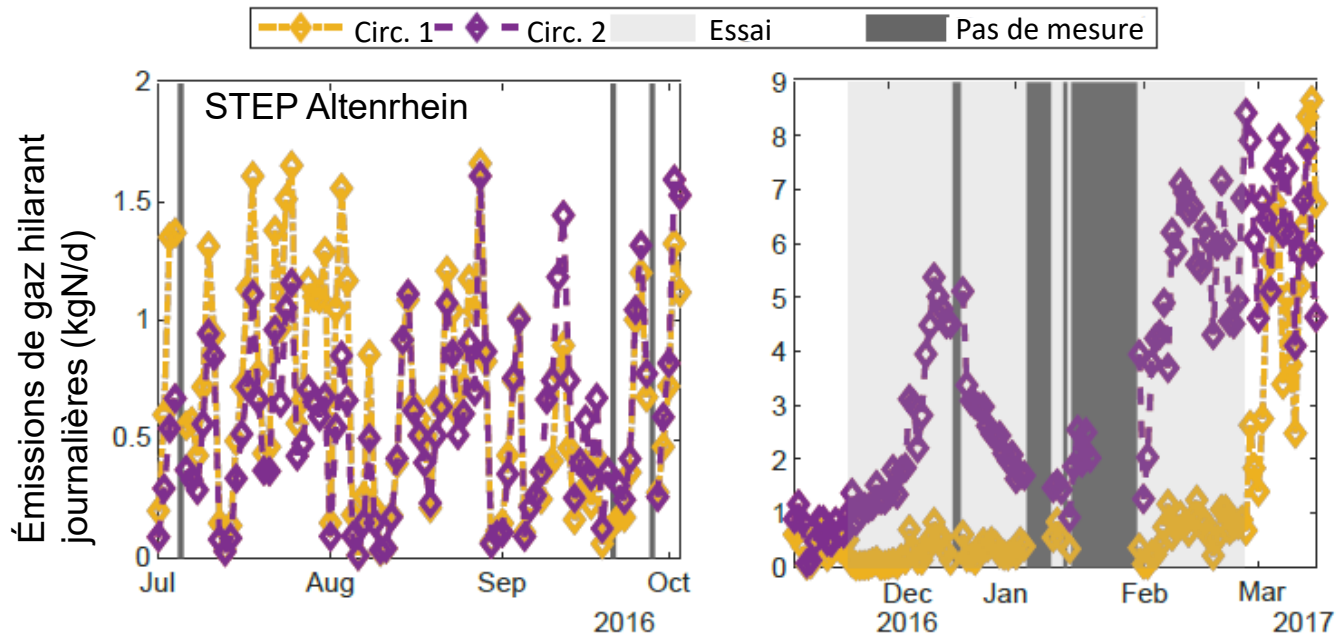 Circ. 1 Circ. 2 Essai Pas de mesure
STEP Altenrhein
Émissions de gaz hilarant
journalières (kgN/d)
2
1.5
1
0.5
0
Jul Aug Sep Oct
2016
9
8
7
6
5
4
3
2
1
0
Dec Jan Feb Mar
2016 2017